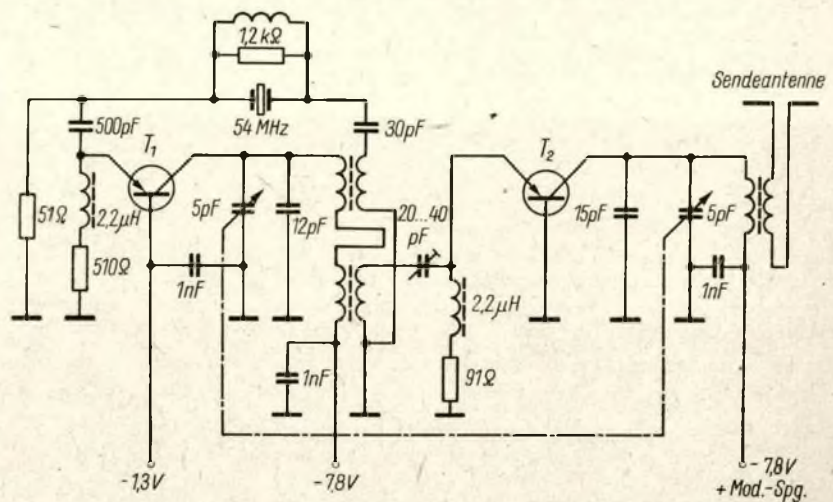 1,2 kΩ
Sendeantenne
500pF
54 MHz
30pF
T₁
T₂
51Ω
2,2μH
5pF
12pF
20...40
pF
15pF
5pF
510Ω
1nF
2,2μH
1nF
1nF
91Ω
-1,3V
-7,8V
-7,8V
+ Mod.-Spg.